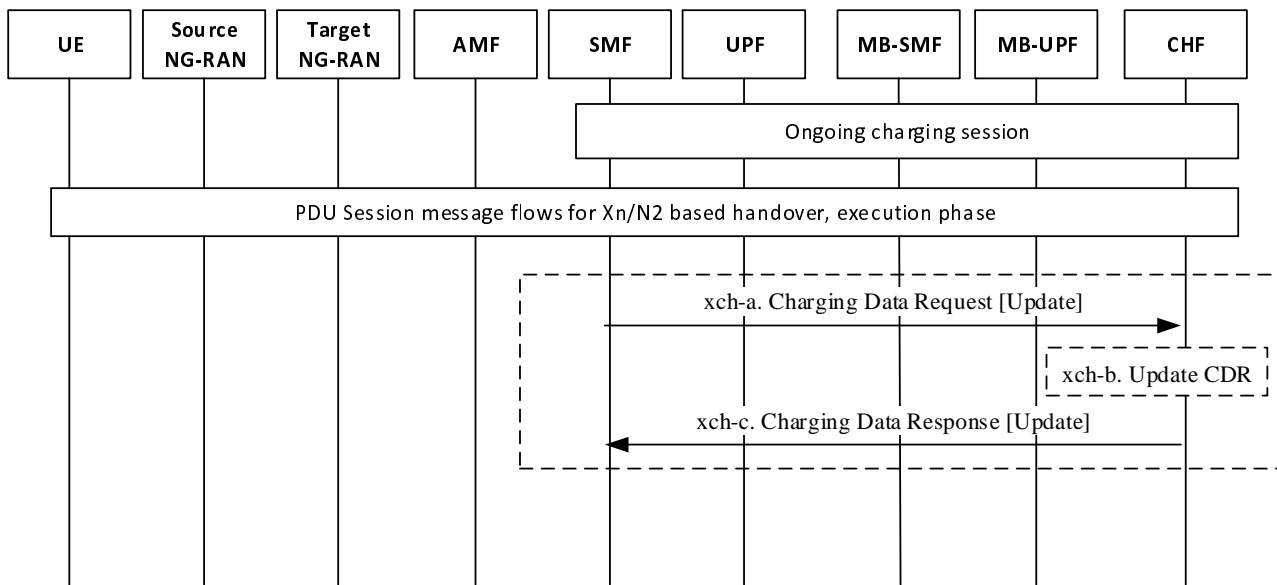 UE
Source
NG-RAN
Target
NG-RAN
AMF
SMF
UPF
MB-SMF
MB-UPF
CHF
Ongoing charging session
PDU Session message flows for Xn/N2 based handover, execution phase
xch-a. Charging Data Request [Update]
xch-b. Update CDR
xch-c. Charging Data Response [Update]